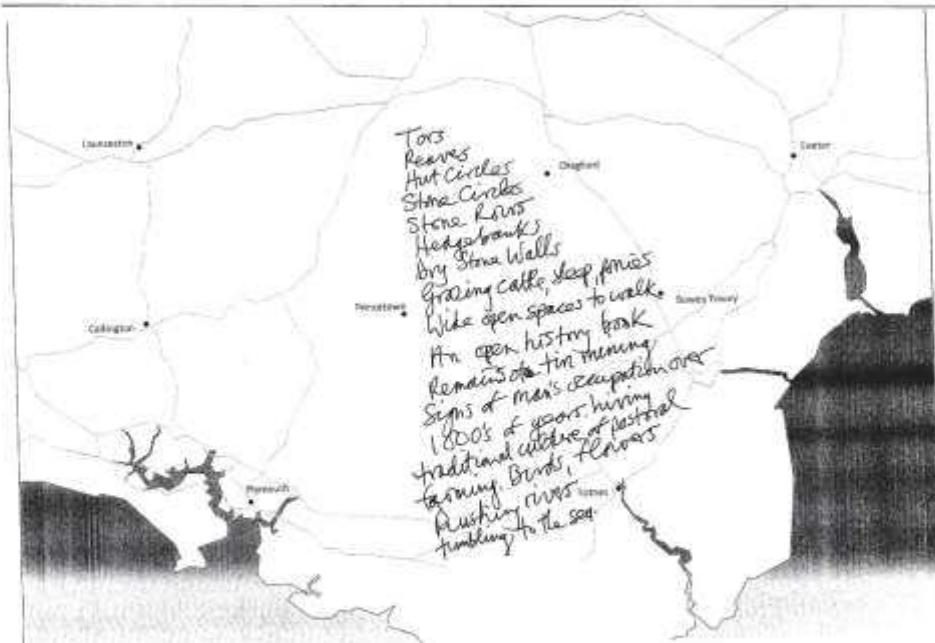 Launceston
Tors
Reaves
Hut Circles
Stone Circles
Stone Rows
Hedgebanks
Dry Stone Walls
Grazing cattle, sheep, ponies
Wide open spaces to walk.
An open history book
Remains tin mining
Signs of man's occupation over
1800's of years. living
traditional culture of pastoral
farming. Birds, flowers
Rushing rivers
tumbling to the sea.
Chagford
Exeter
Princetown
Bovey Tracey
Callington
Plymouth
Totnes